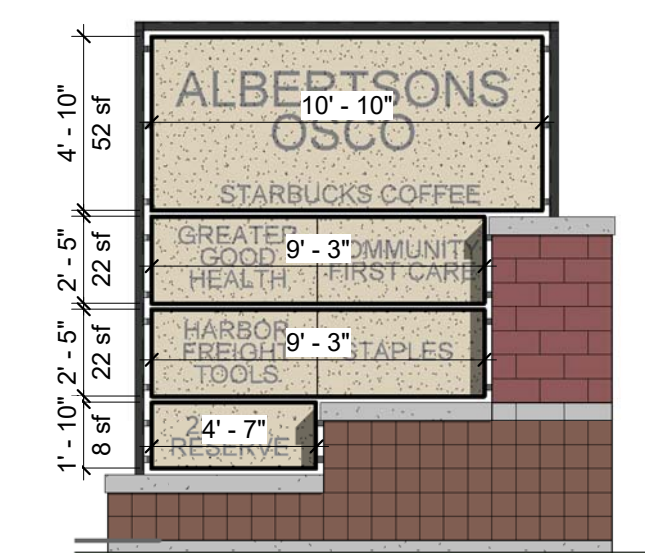 ALBERTSONS
OSCO
10' - 10"
STARBUCKS COFFEE
4' - 10"
52 sf
GREATER
GOOD
HEALTH
COMMUNITY
FIRST CARE
9' - 3"
2' - 5"
22 sf
HARBOR
FREIGHT
TOOLS
STAPLES
9' - 3"
2' - 5"
22 sf
RESERVE
4' - 7"
1' - 10"
8 sf